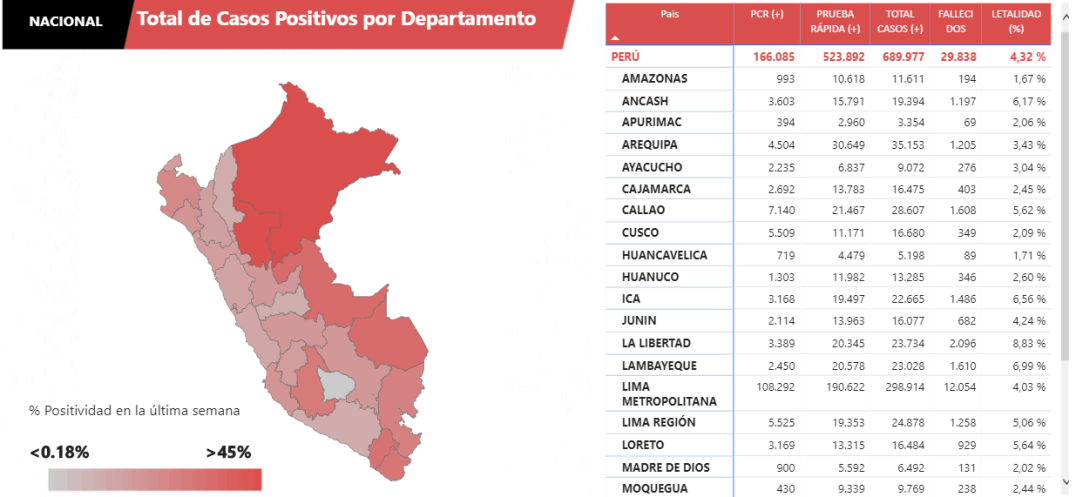 NACIONAL
Total de Casos Positivos por Departamento
% Positividad en la última semana
<0.18% >45%
País PCR (+) PRUEBA RÁPIDA (+) TOTAL CASOS (+) FALLECIDOS LETALIDAD (%)
PERÚ 166.085 523.892 689.977 29.838 4,32 %
AMAZONAS 993 10.618 11.611 194 1,67 %
ANCASH 3.603 15.791 19.394 1.197 6,17 %
APURIMAC 394 2.960 3.354 69 2,06 %
AREQUIPA 4.504 30.649 35.153 1.205 3,43 %
AYACUCHO 2.235 6.837 9.072 276 3,04 %
CAJAMARCA 2.692 13.783 16.475 403 2,45 %
CALLAO 7.140 21.467 28.607 1.608 5,62 %
CUSCO 5.509 11.171 16.680 349 2,09 %
HUANCAVELICA 719 4.479 5.198 89 1,71 %
HUANUCO 1.303 11.982 13.285 346 2,60 %
ICA 3.168 19.497 22.665 1.486 6,56 %
JUNIN 2.114 13.963 16.077 682 4,24 %
LA LIBERTAD 3.389 20.345 23.734 2.096 8,83 %
LAMBAYEQUE 2.450 20.578 23.028 1.610 6,99 %
LIMA METROPOLITANA 108.292 190.622 298.914 12.054 4,03 %
LIMA REGIÓN 5.525 19.353 24.878 1.258 5,06 %
LORETO 3.169 13.315 16.484 929 5,64 %
MADRE DE DIOS 900 5.592 6.492 131 2,02 %
MOQUEGUA 430 9.339 9.769 238 2,44 %